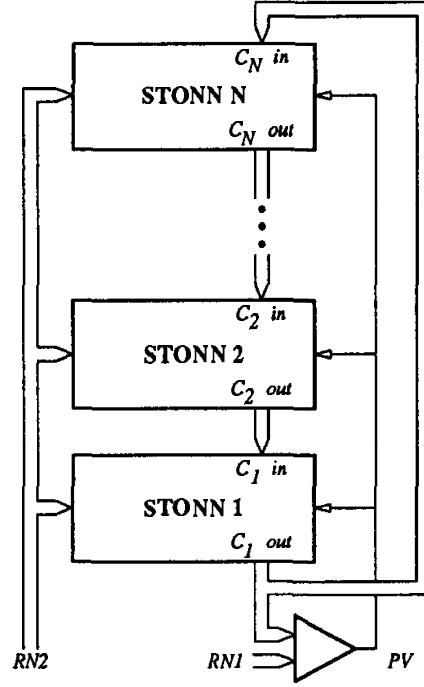 C_N in
STONN N
C_N out
C_2 in
STONN 2
C_2 out
C_1 in
STONN 1
C_1 out
RN2
RN1
PV